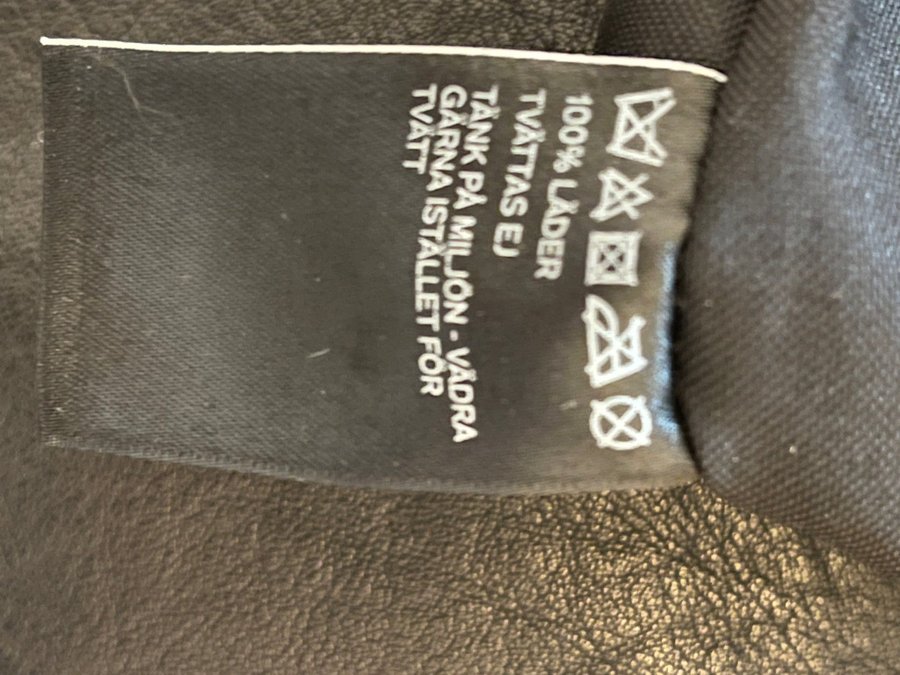 100% LÄDER
TVÄTTAS EJ
TÄNK PÅ MILJÖN - VÄDRA
GÄRNA ISTÄLLET FÖR
TVÄTT